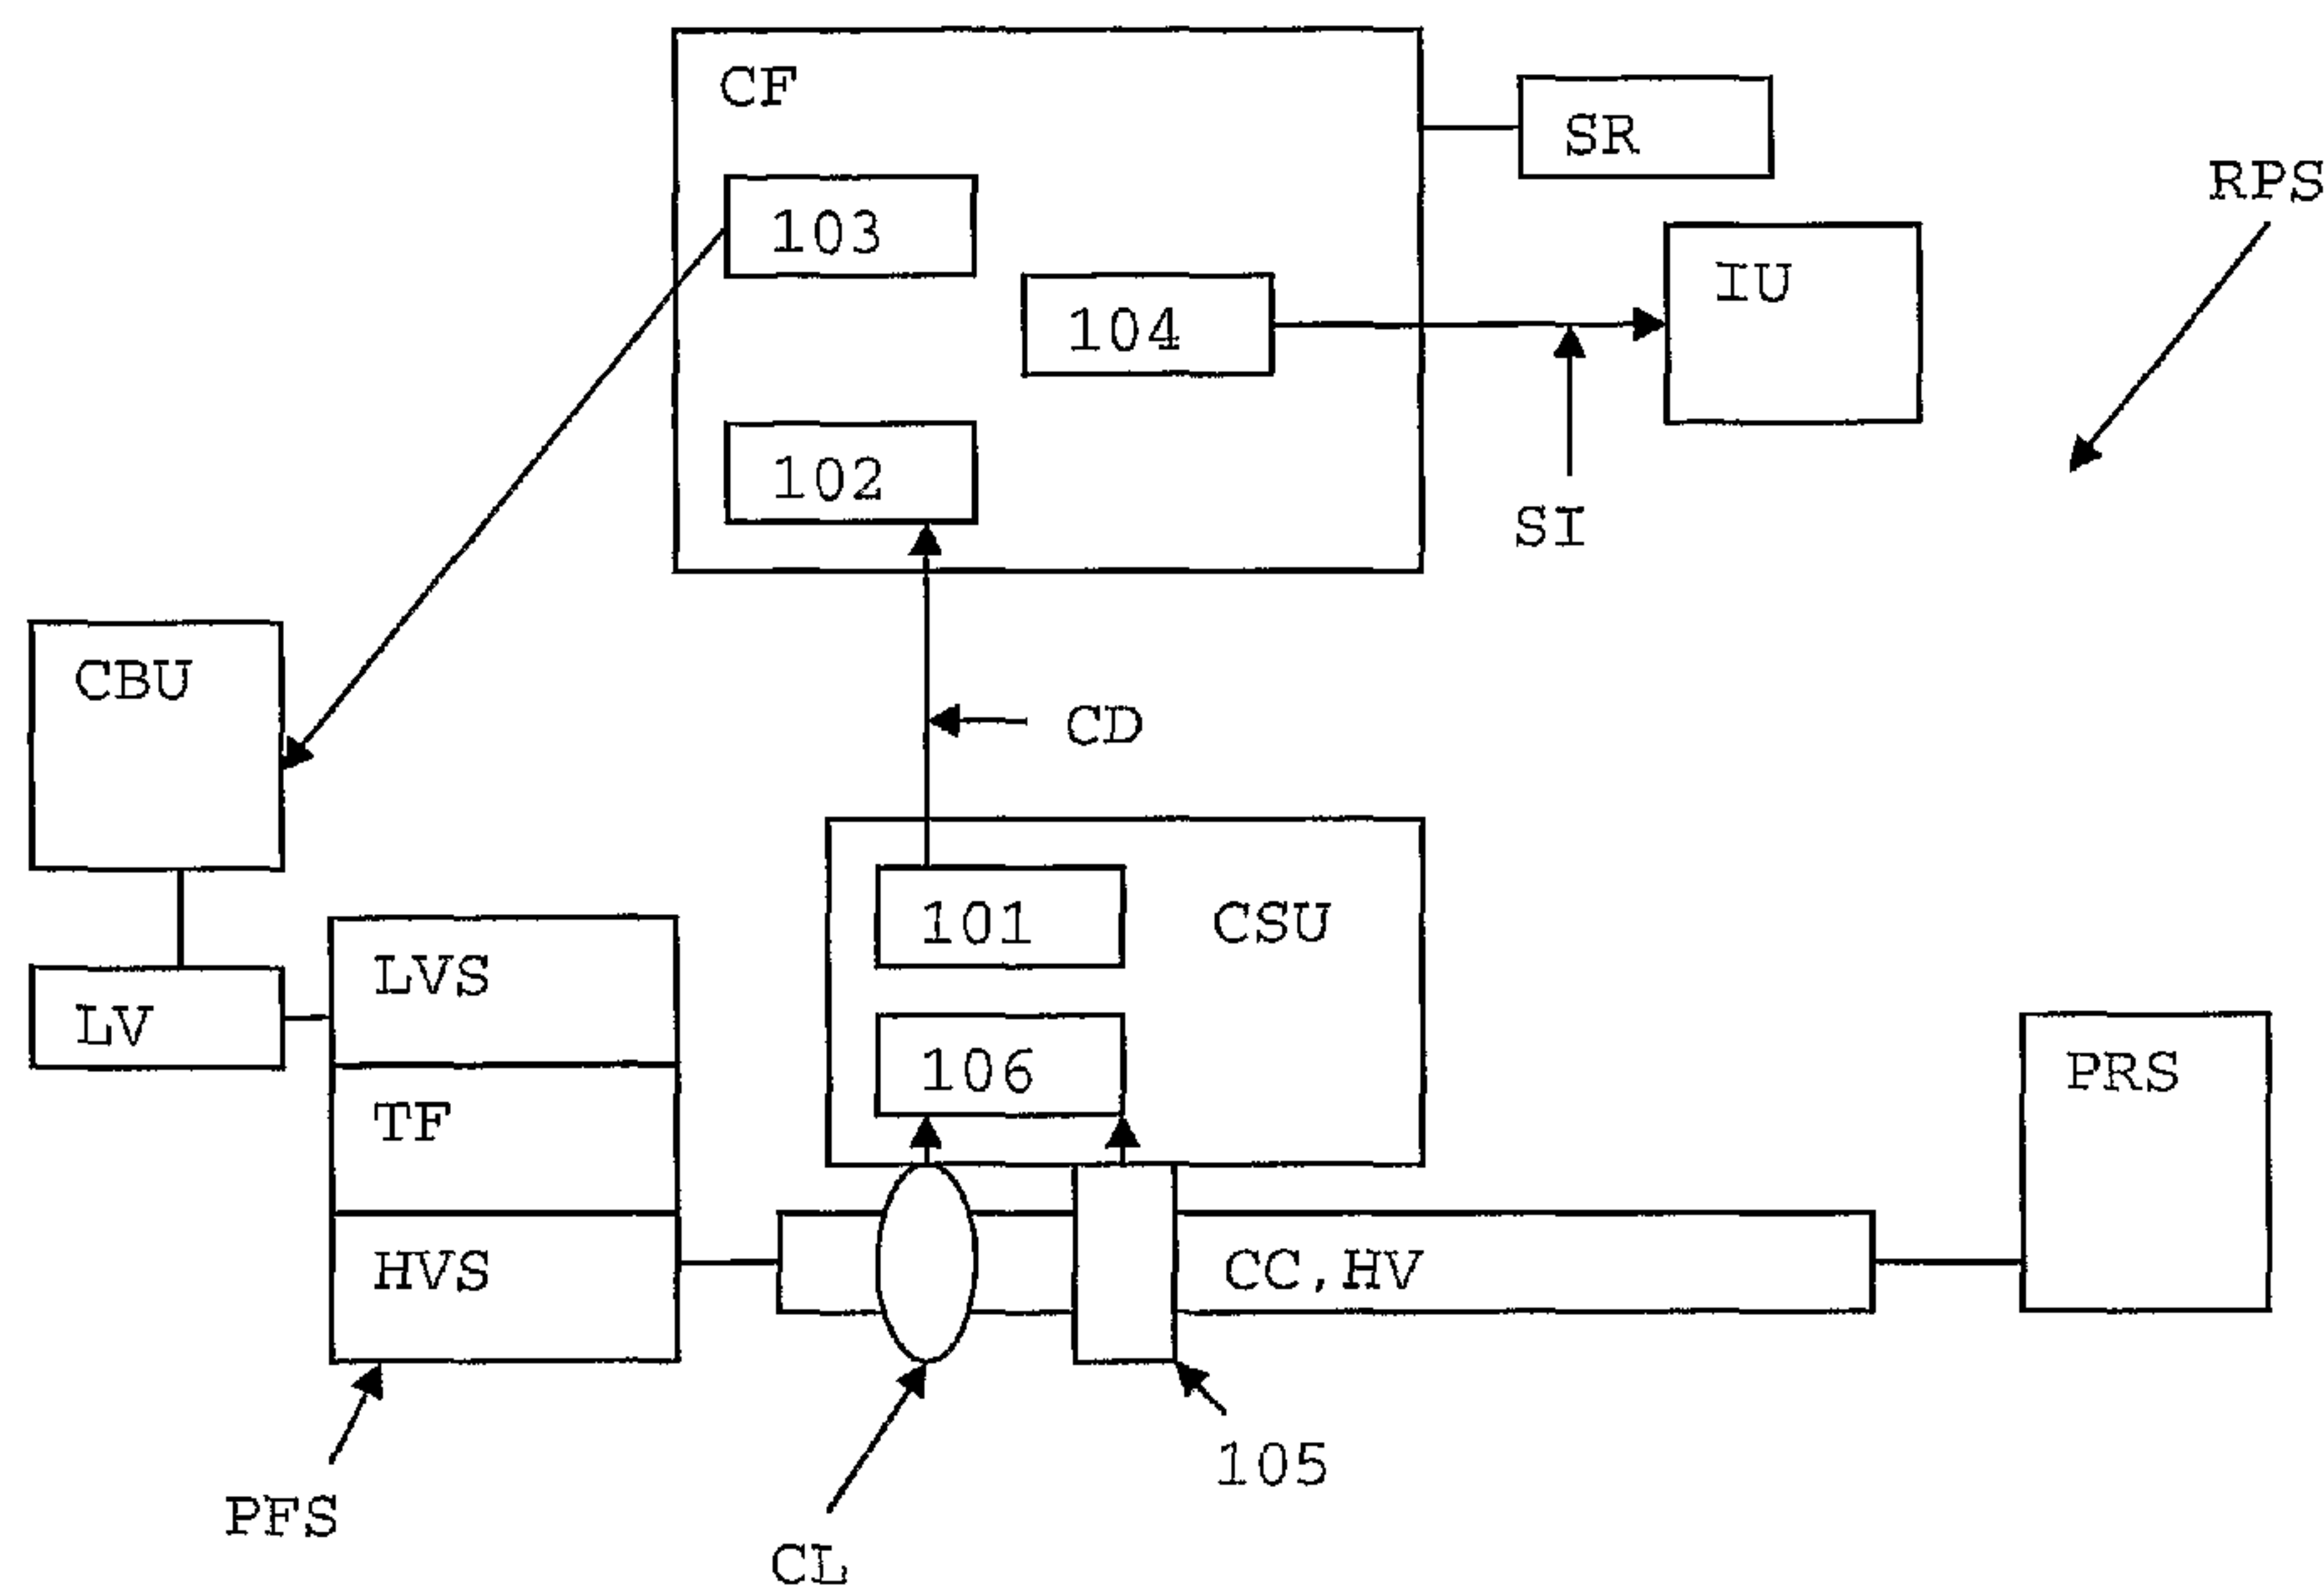 CF
SR
RPS
103
IU
104
102
SI
CBU
CD
101
CSU
LVS
LV
106
PRS
TF
HVS
CC,HV
105
PFS
CL